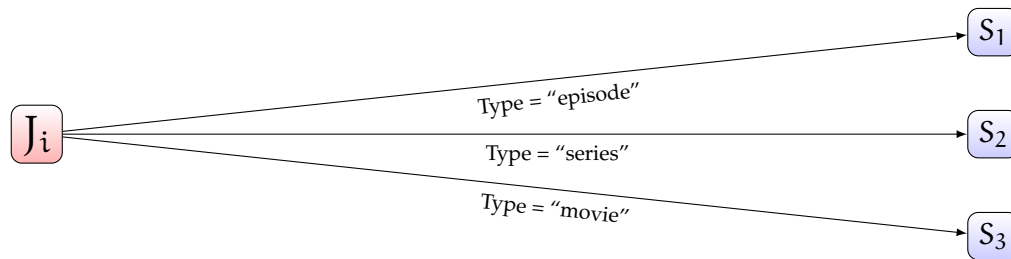 S₁
Type = “episode”
Jᵢ
S₂
Type = “series”
Type = “movie”
S₃